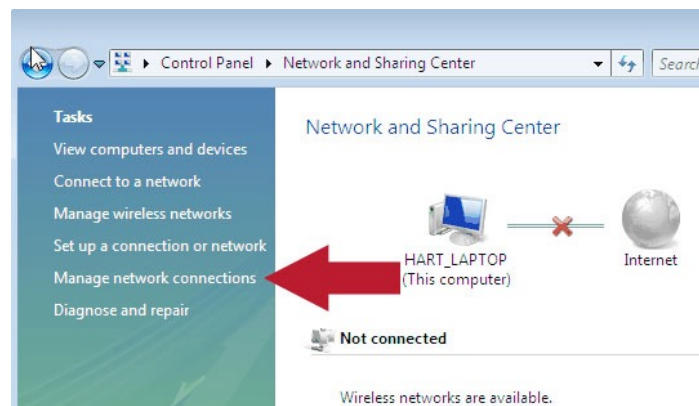 Control Panel Network and Sharing Center Search
Tasks
View computers and devices
Connect to a network
Manage wireless networks
Set up a connection or network
Manage network connections
Diagnose and repair
Network and Sharing Center
HART_LAPTOP
(This computer)
Internet
Not connected
Wireless networks are available.